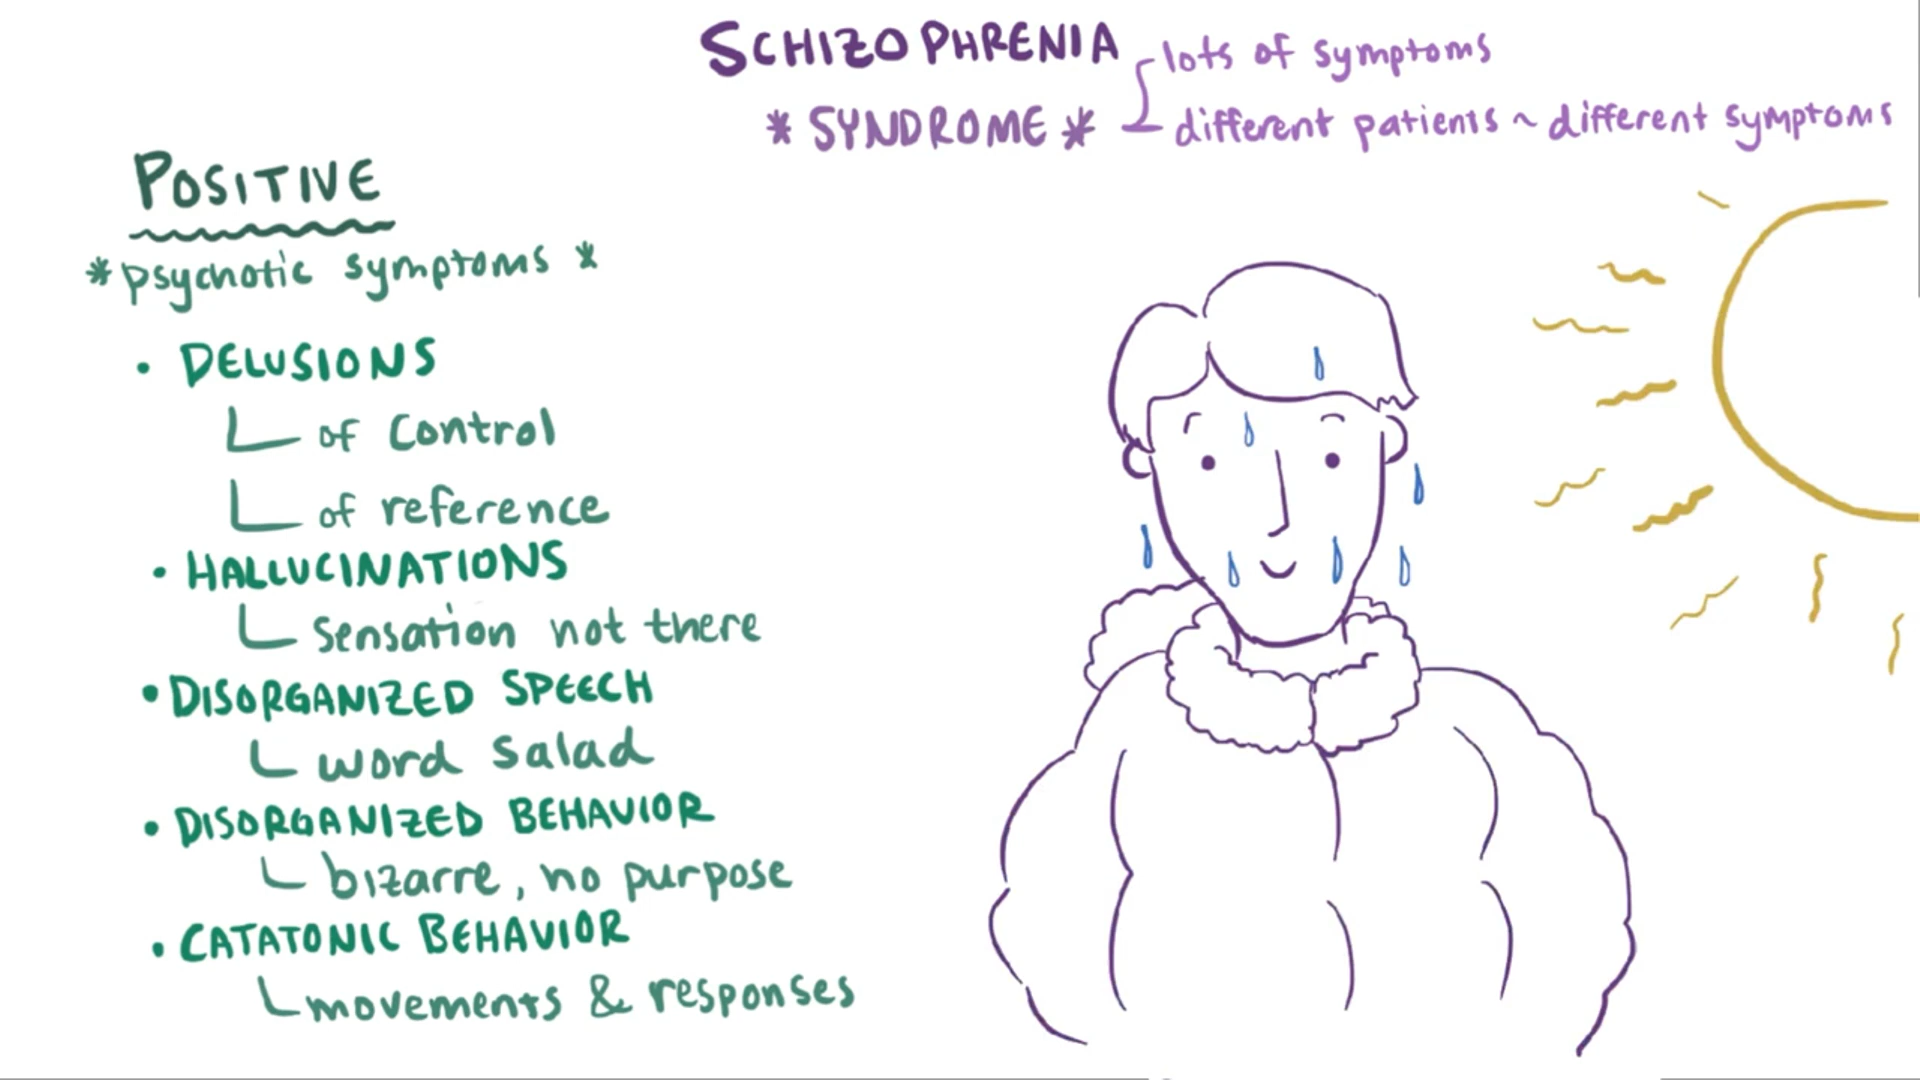 SCHIZOPHRENIA
lots of symptoms
* SYNDROME *
different patients ~ different symptoms
POSITIVE
* psychotic symptoms *
• DELUSIONS
of control
of reference
• HALLUCINATIONS
sensation not there
• DISORGANIZED SPEECH
word salad
• DISORGANIZED BEHAVIOR
bizarre, no purpose
• CATATONIC BEHAVIOR
movements & responses